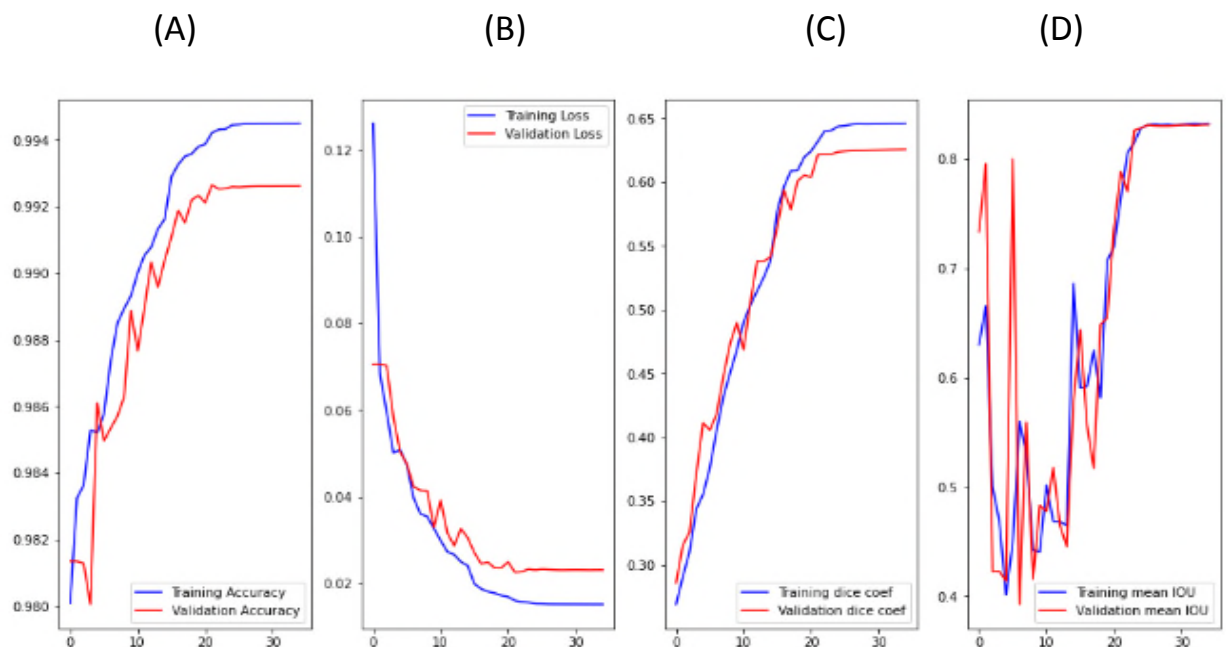 (A)
(B)
(C)
(D)
0.994
0.992
0.990
0.988
0.986
0.984
0.982
0.980
0 10 20 30
Training Accuracy
Validation Accuracy
0.12
0.10
0.08
0.06
0.04
0.02
0 10 20 30
Training Loss
Validation Loss
0.65
0.60
0.55
0.50
0.45
0.40
0.35
0.30
0 10 20 30
Training dice coef
Validation dice coef
0.8
0.7
0.6
0.5
0.4
0 10 20 30
Training mean IOU
Validation mean IOU